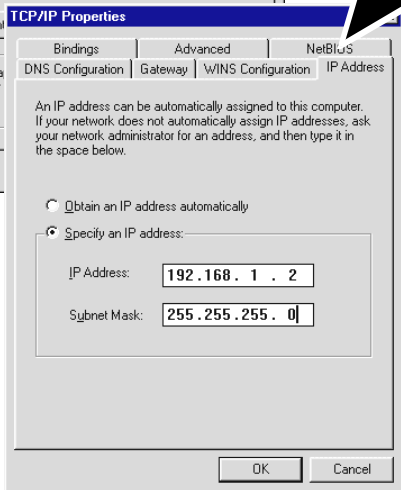 TCP/IP Properties
Bindings Advanced NetBIOS
DNS Configuration Gateway WINS Configuration IP Address
An IP address can be automatically assigned to this computer.
If your network does not automatically assign IP addresses, ask
your network administrator for an address, and then type it in
the space below.
Obtain an IP address automatically
Specify an IP address:
IP Address: 192.168. 1 . 2
Subnet Mask: 255.255.255. 0
OK Cancel